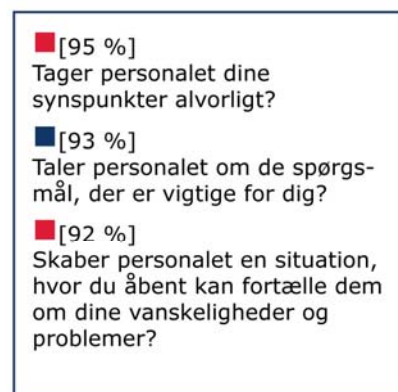 [95 %]
Tager personalet dine
synspunkter alvorligt?
[93 %]
Taler personalet om de spørgs-
mål, der er vigtige for dig?
[92 %]
Skaber personalet en situation,
hvor du åbent kan fortælle dem
om dine vanskeligheder og
problemer?